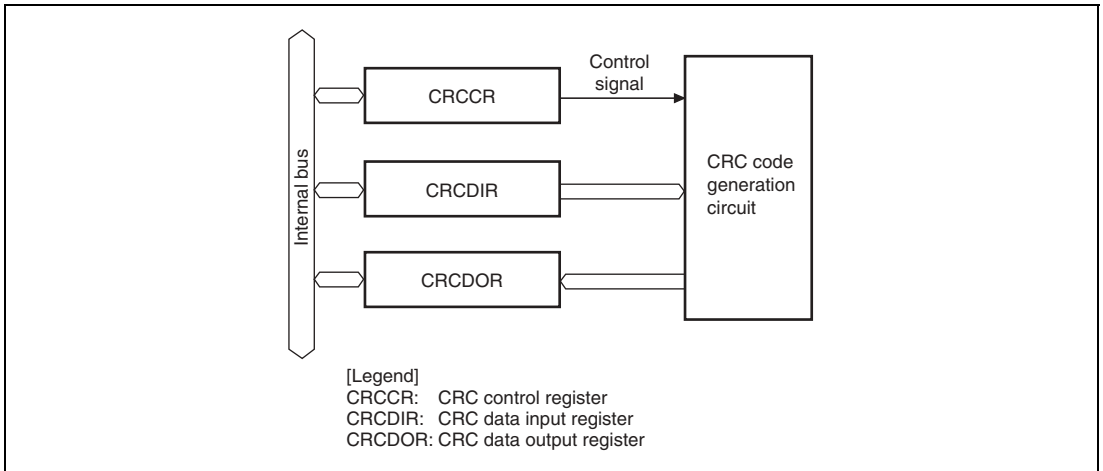 Control
signal
CRCCR
CRC code
generation
circuit
Internal bus
CRCDIR
CRCDOR
[Legend]
CRCCR: CRC control register
CRCDIR: CRC data input register
CRCDOR: CRC data output register